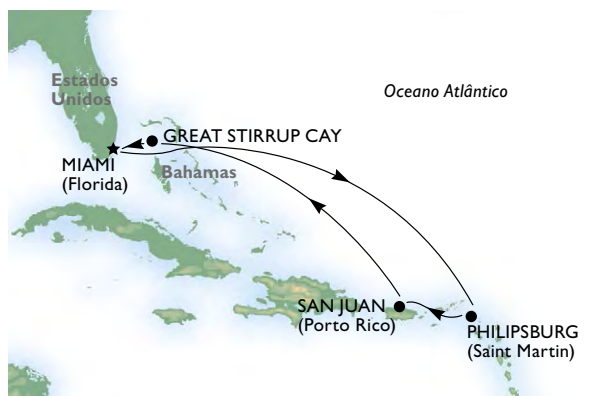 Estados
Unidos
Oceano Atlântico
GREAT STIRRUP CAY
MIAMI
(Florida)
Bahamas
SAN JUAN
(Porto Rico)
PHILIPSBURG
(Saint Martin)